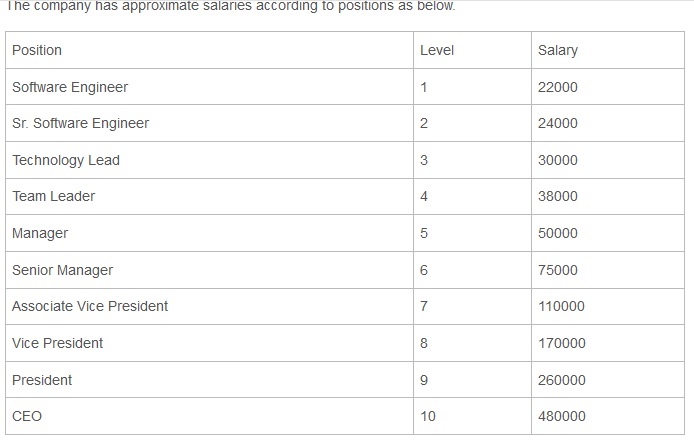 The company has approximate salaries according to positions as below.
Position Level Salary
Software Engineer 1 22000
Sr. Software Engineer 2 24000
Technology Lead 3 30000
Team Leader 4 38000
Manager 5 50000
Senior Manager 6 75000
Associate Vice President 7 110000
Vice President 8 170000
President 9 260000
CEO 10 480000